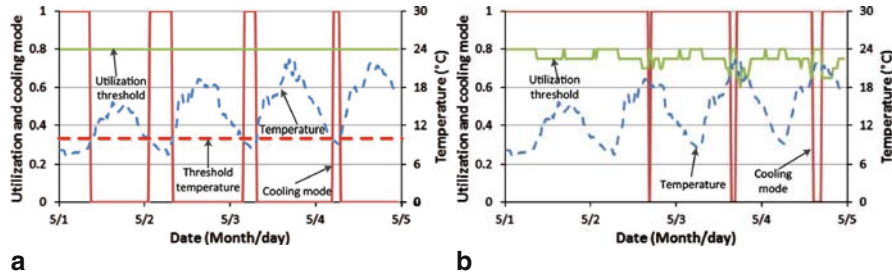 Utilization and cooling mode
1
0.8
0.6
0.4
0.2
0
5/1
5/2
5/3
5/4
5/5
Date (Month/day)
30
24
18
12
6
0
Temperature (°C)
Utilization
threshold
Temperature
Threshold
temperature
Cooling
mode
a
Utilization and cooling mode
1
0.8
0.6
0.4
0.2
0
5/1
5/2
5/3
5/4
5/5
Date (Month/day)
30
24
18
12
6
0
Temperature (°C)
Utilization
threshold
Temperature
Cooling
mode
b